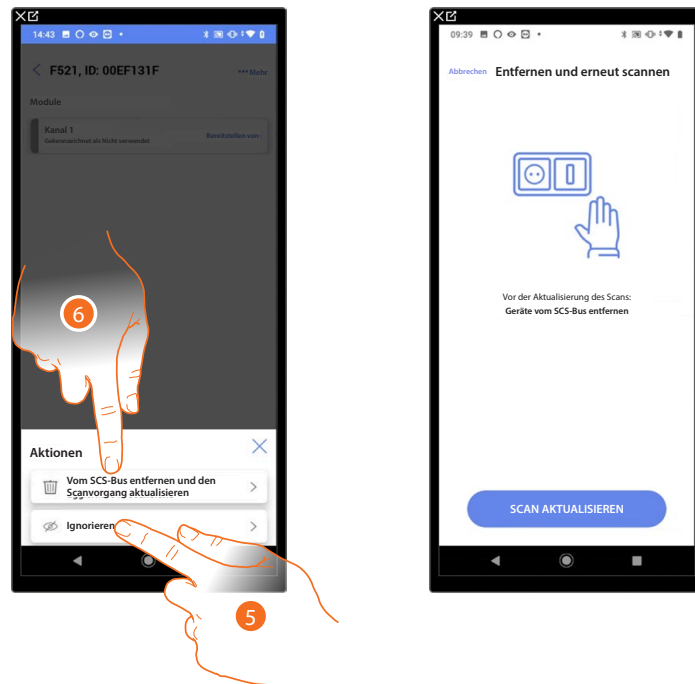 14:43
F521, ID: 00EF131F
••• Mehr
Module
Kanal 1
Gekennzeichnet als Nicht verwendet
Bereitstellen von
6
Aktionen
Vom SCS-Bus entfernen und den
Scanvorgang aktualisieren
Ignorieren
5
09:39
Abbrechen Entfernen und erneut scannen
Vor der Aktualisierung des Scans:
Geräte vom SCS-Bus entfernen
SCAN AKTUALISIEREN